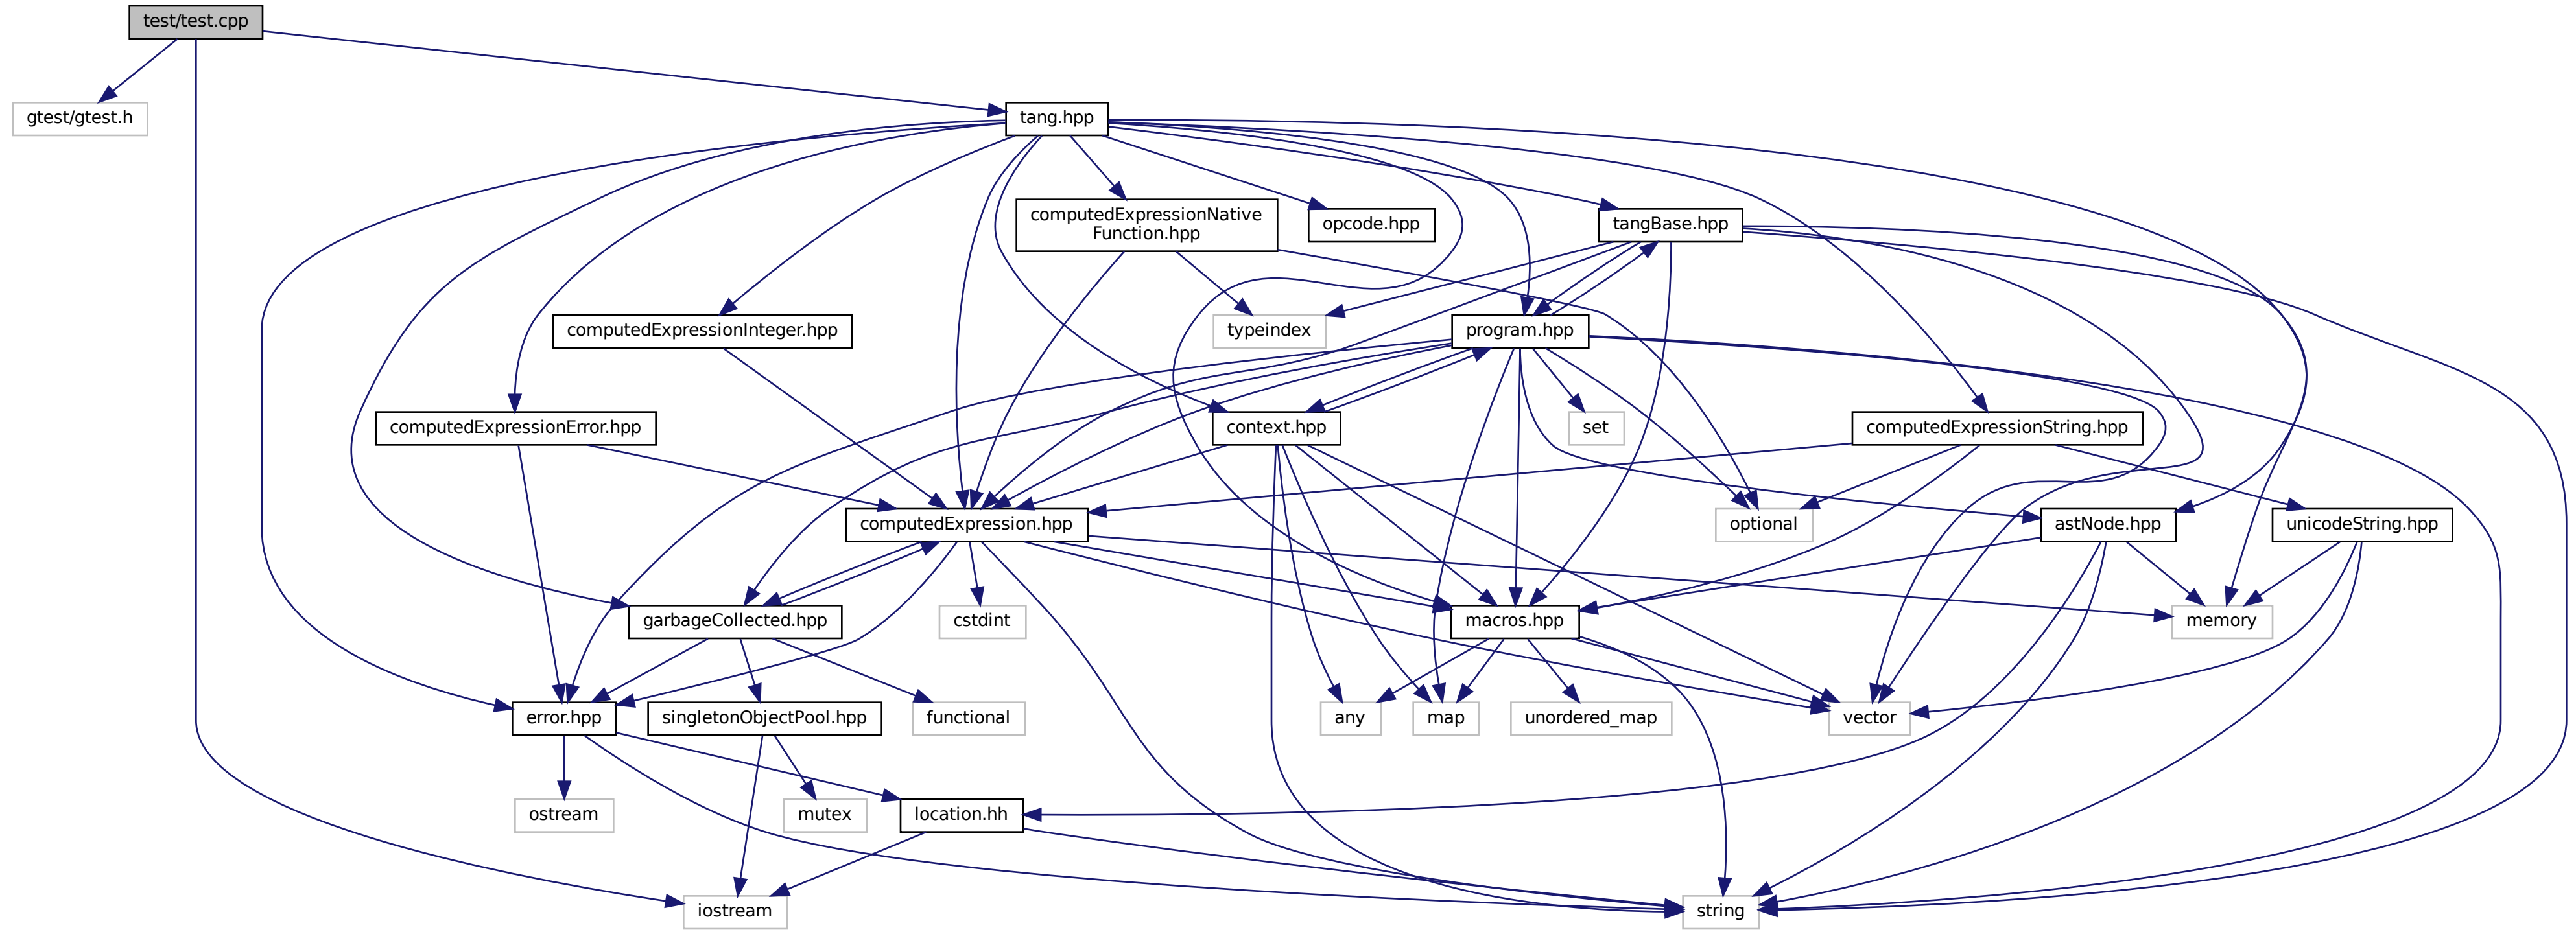 test/test.cpp
gtest/gtest.h
tang.hpp
computedExpressionNative
Function.hpp
opcode.hpp
tangBase.hpp
computedExpressionInteger.hpp
typeindex
program.hpp
computedExpressionError.hpp
context.hpp
set
computedExpressionString.hpp
computedExpression.hpp
optional
astNode.hpp
unicodeString.hpp
garbageCollected.hpp
cstdint
macros.hpp
memory
error.hpp
singletonObjectPool.hpp
functional
any
map
unordered_map
vector
ostream
mutex
location.hh
iostream
string